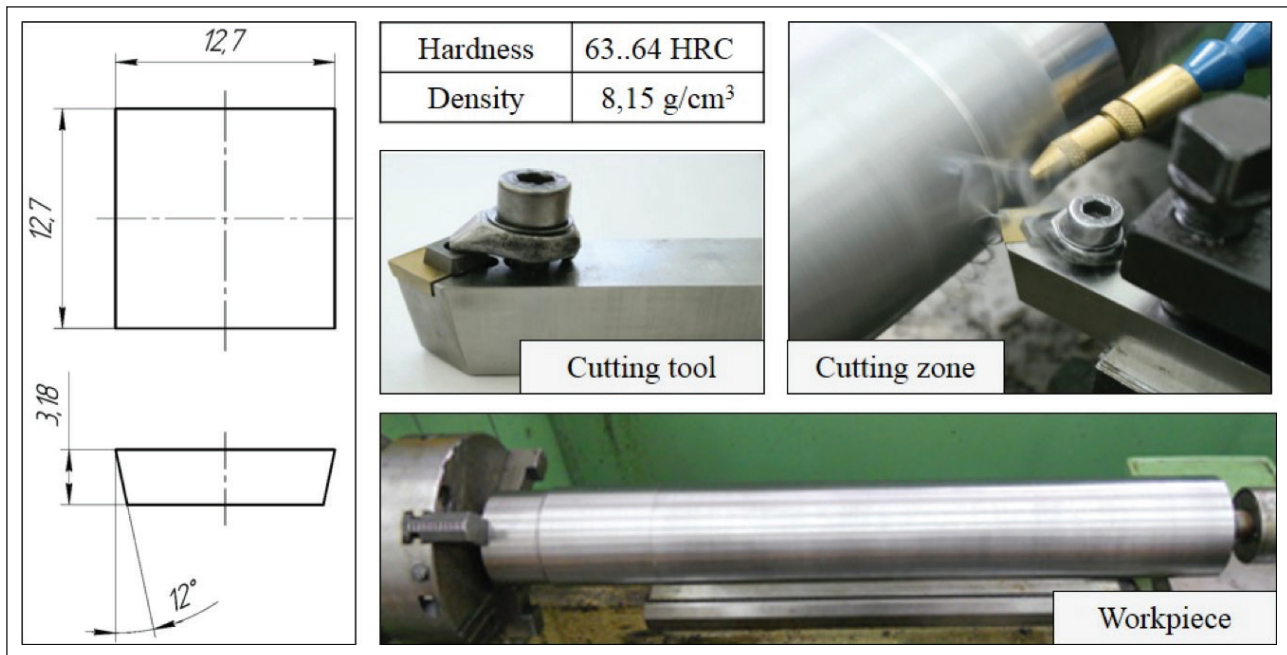 12,7
12,7
3,18
12°
Hardness 63..64 HRC
Density 8,15 g/cm³
Cutting tool
Cutting zone
Workpiece